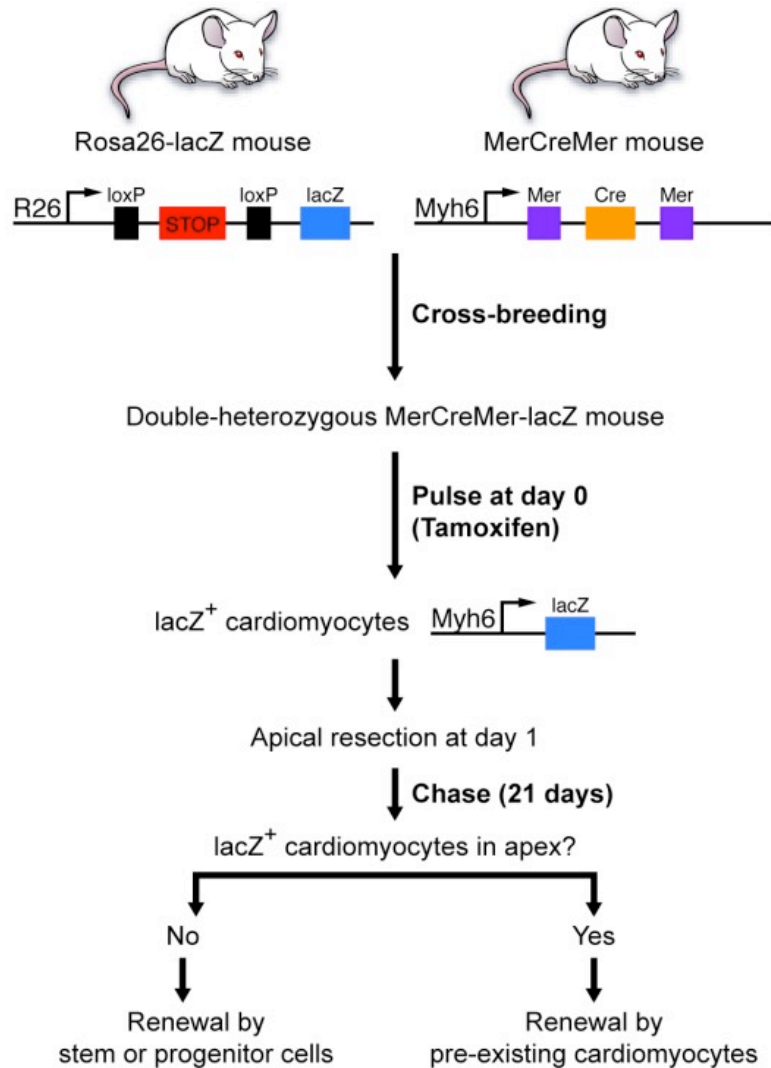 Rosa26-lacZ mouse
MerCreMer mouse
R26 loxP STOP loxP lacZ
Myh6 Mer Cre Mer
Cross-breeding
Double-heterozygous MerCreMer-lacZ mouse
Pulse at day 0
(Tamoxifen)
lacZ+ cardiomyocytes
Myh6 lacZ
Apical resection at day 1
Chase (21 days)
lacZ+ cardiomyocytes in apex?
No
Yes
Renewal by
stem or progenitor cells
Renewal by
pre-existing cardiomyocytes